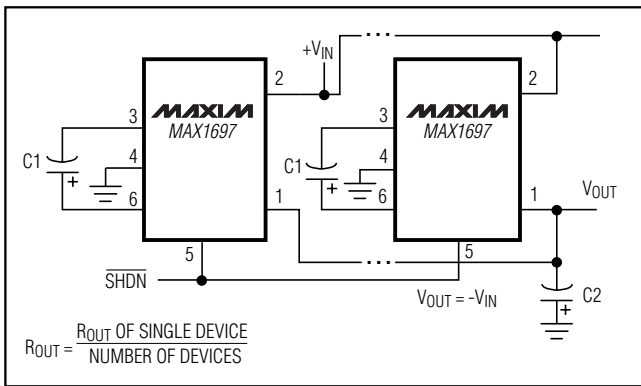 +VIN
2
2
MAXIM
MAX1697
MAXIM
MAX1697
3
3
C1
+
4
C1
+
4
6
1
6
1
VOUT
5
5
SHDN
VOUT = -VIN
C2
+
ROUT = ROUT OF SINGLE DEVICE
NUMBER OF DEVICES